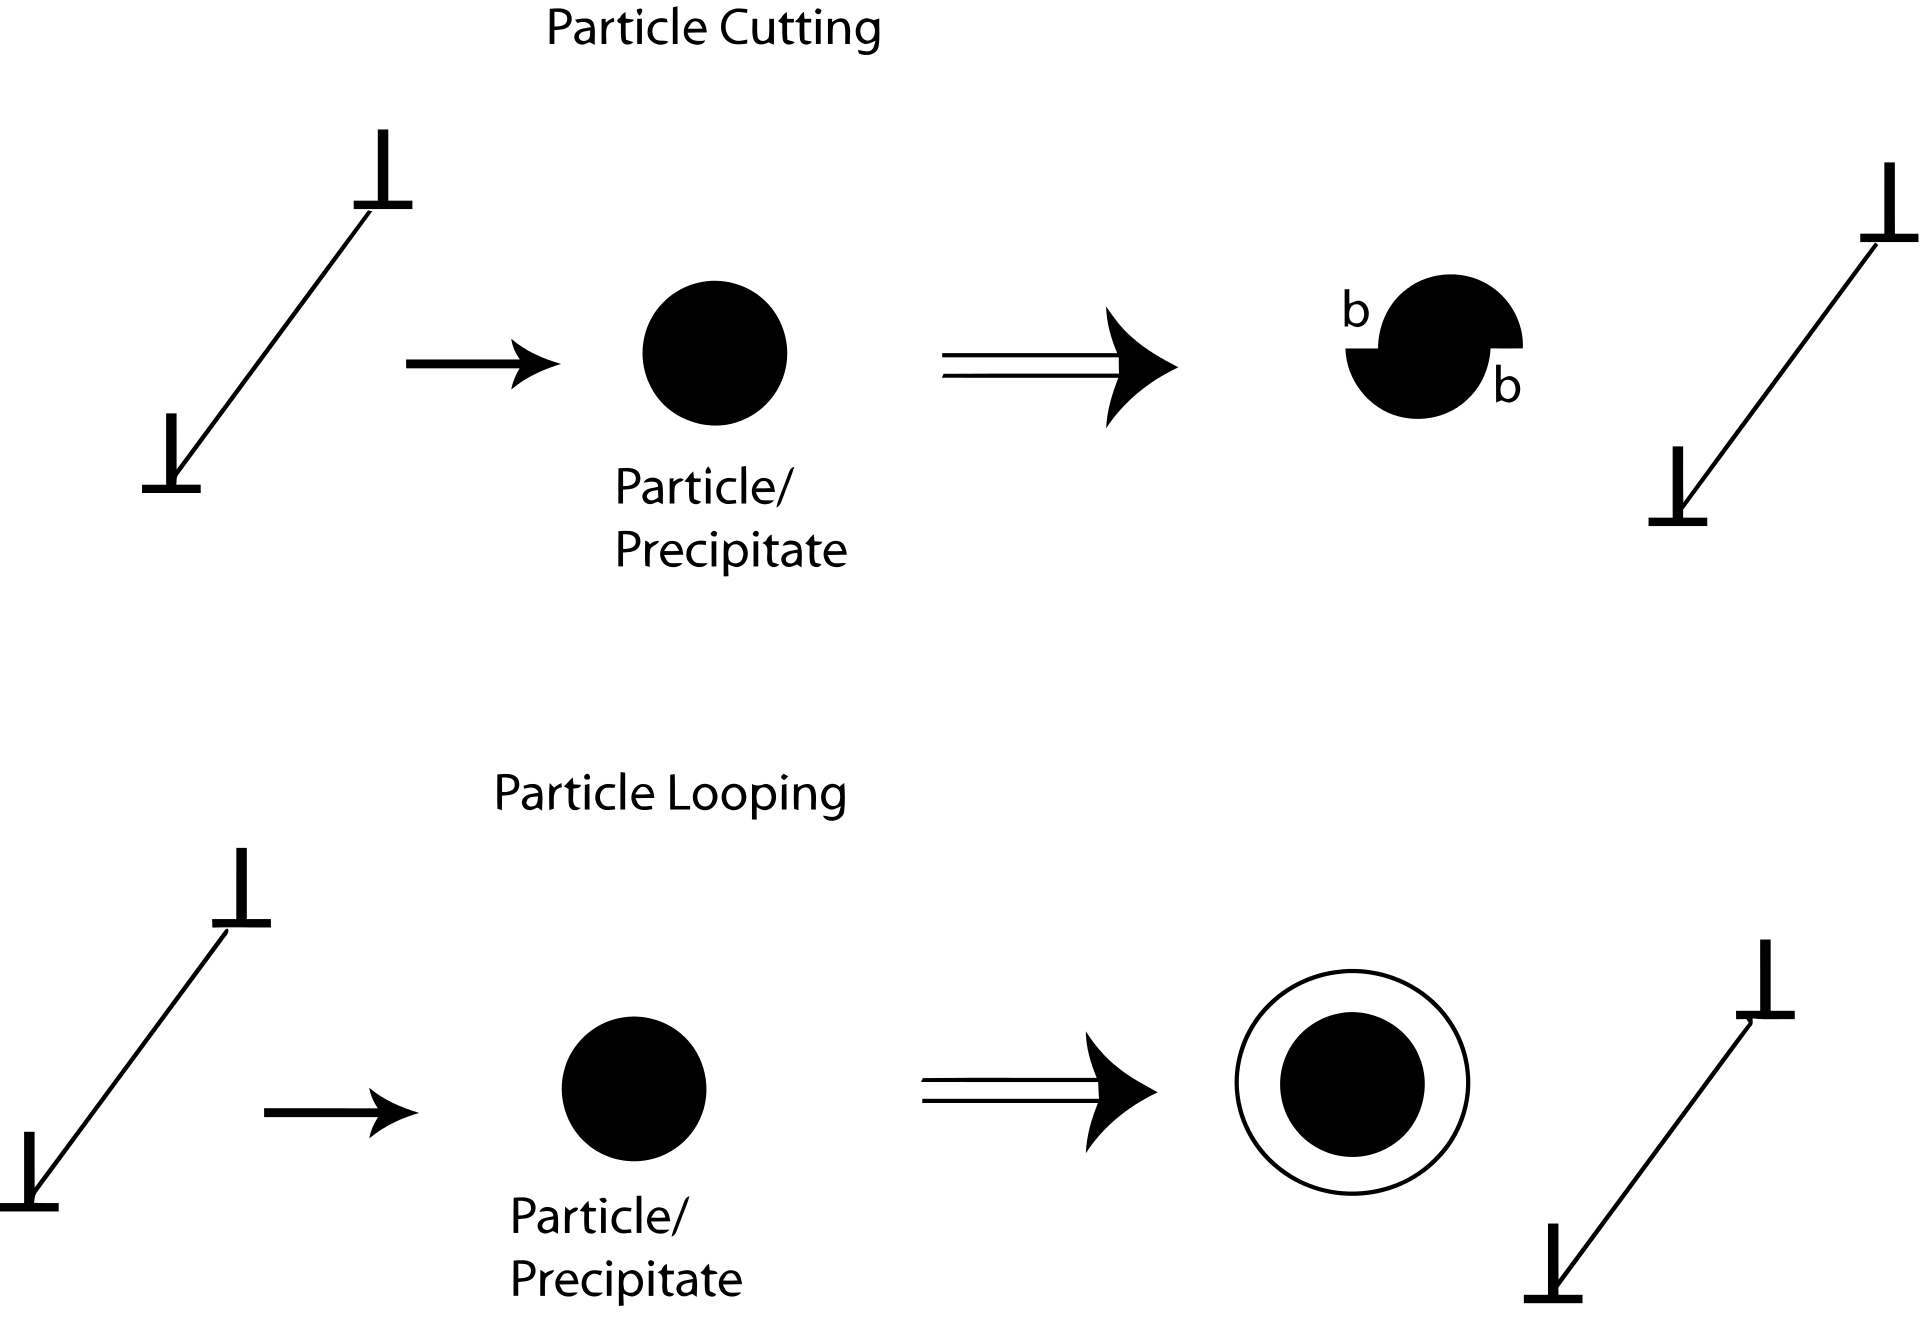 Particle Cutting
b
b
Particle/
Precipitate
Particle Looping
Particle/
Precipitate